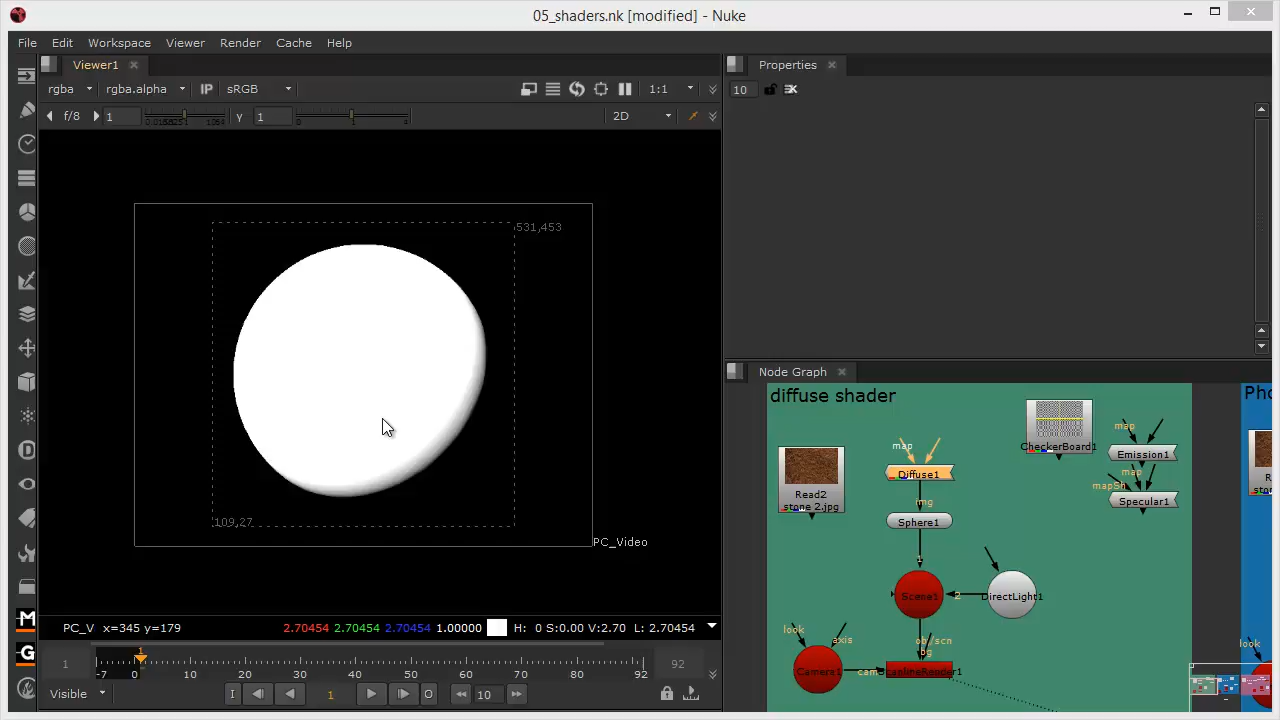 05_shaders.nk [modified] - Nuke
File Edit Workspace Viewer Render Cache Help
Viewer1
Properties
rgba rgba.alpha IP sRGB 1:1
10
f/8 1 Y 1 2D
531,453
109,27
PC_Video
PC_V x=345 y=179 2.70454 2.70454 2.70454 1.00000 H: 0 S:0.00 V:2.70 L: 2.70454
1
1
-7 0 10 20 30 40 50 60 70 80 92
92
Visible
1
10
M
G
Node Graph
diffuse shader
Pho
map
CheckerBoard1
map
Emission1
Diffuse1
map
Read2
stone 2.jpg
img
mapSh
Specular1
Sphere1
1
Scene1
2
DirectLight1
look
axis
obj/scn
bg
look
Camera1
cam
ScanlineRender1